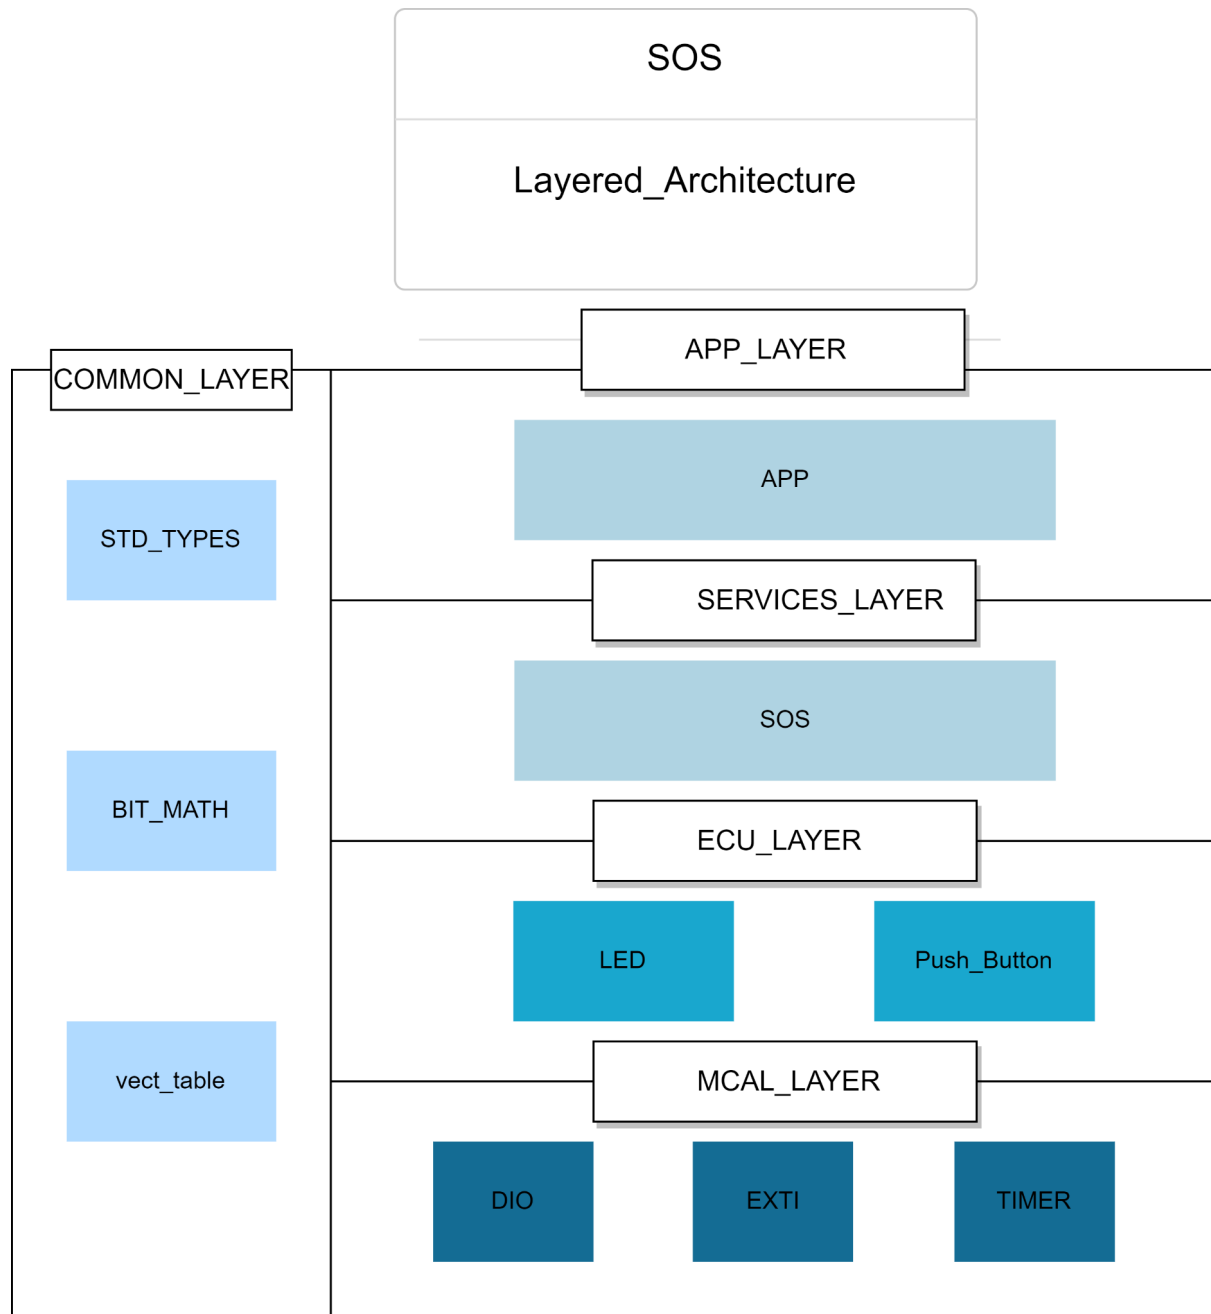 SOS
Layered_Architecture
APP_LAYER
COMMON_LAYER
APP
STD_TYPES
SERVICES_LAYER
SOS
BIT_MATH
ECU_LAYER
LED
Push_Button
vect_table
MCAL_LAYER
DIO
EXTI
TIMER